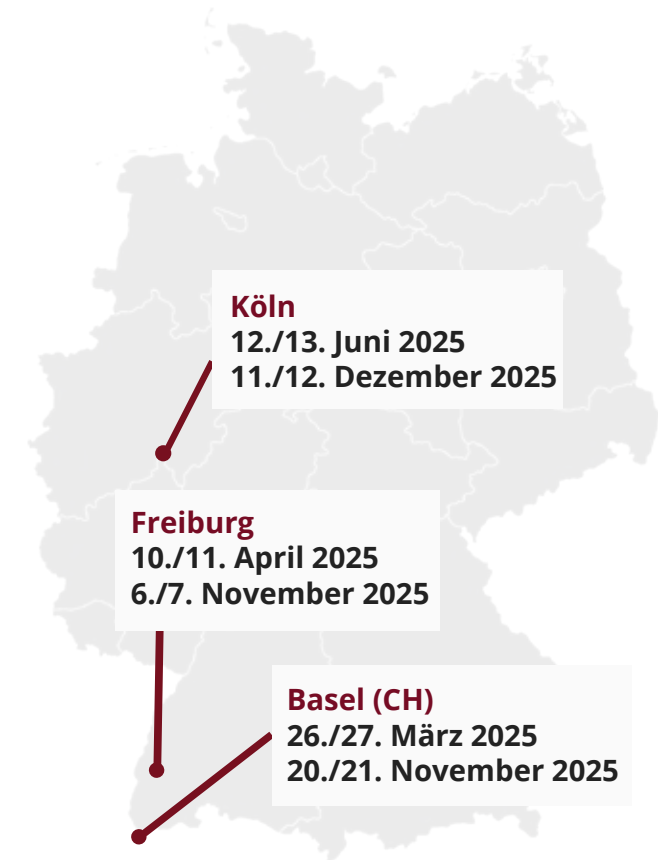 Köln
12./13. Juni 2025
11./12. Dezember 2025
Freiburg
10./11. April 2025
6./7. November 2025
Basel (CH)
26./27. März 2025
20./21. November 2025